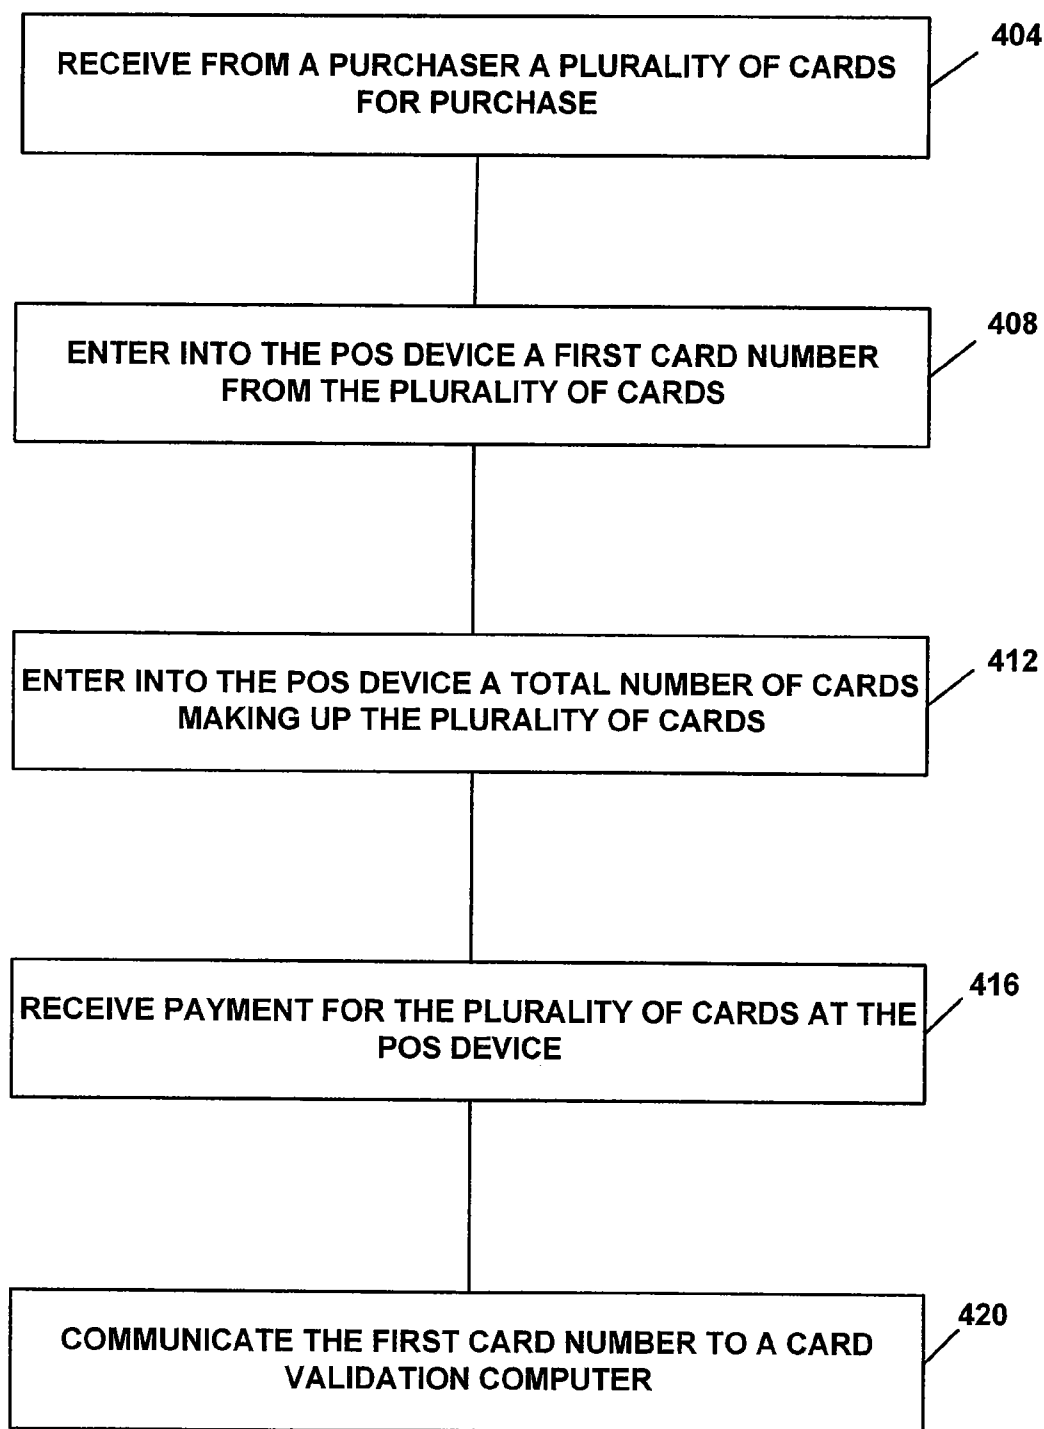 404
RECEIVE FROM A PURCHASER A PLURALITY OF CARDS
FOR PURCHASE
408
ENTER INTO THE POS DEVICE A FIRST CARD NUMBER
FROM THE PLURALITY OF CARDS
412
ENTER INTO THE POS DEVICE A TOTAL NUMBER OF CARDS
MAKING UP THE PLURALITY OF CARDS
416
RECEIVE PAYMENT FOR THE PLURALITY OF CARDS AT THE
POS DEVICE
420
COMMUNICATE THE FIRST CARD NUMBER TO A CARD
VALIDATION COMPUTER